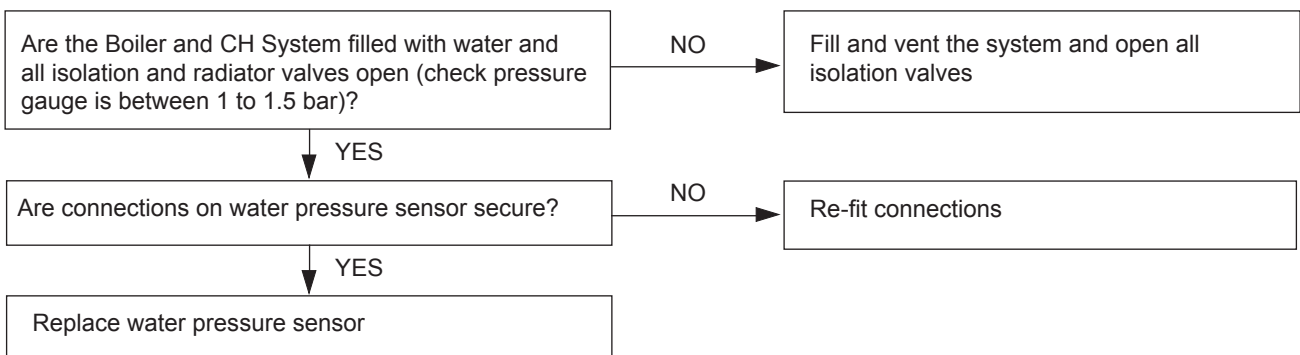 Are the Boiler and CH System filled with water and
all isolation and radiator valves open (check pressure
gauge is between 1 to 1.5 bar)?
NO
Fill and vent the system and open all
isolation valves
YES
Are connections on water pressure sensor secure?
NO
Re-fit connections
YES
Replace water pressure sensor